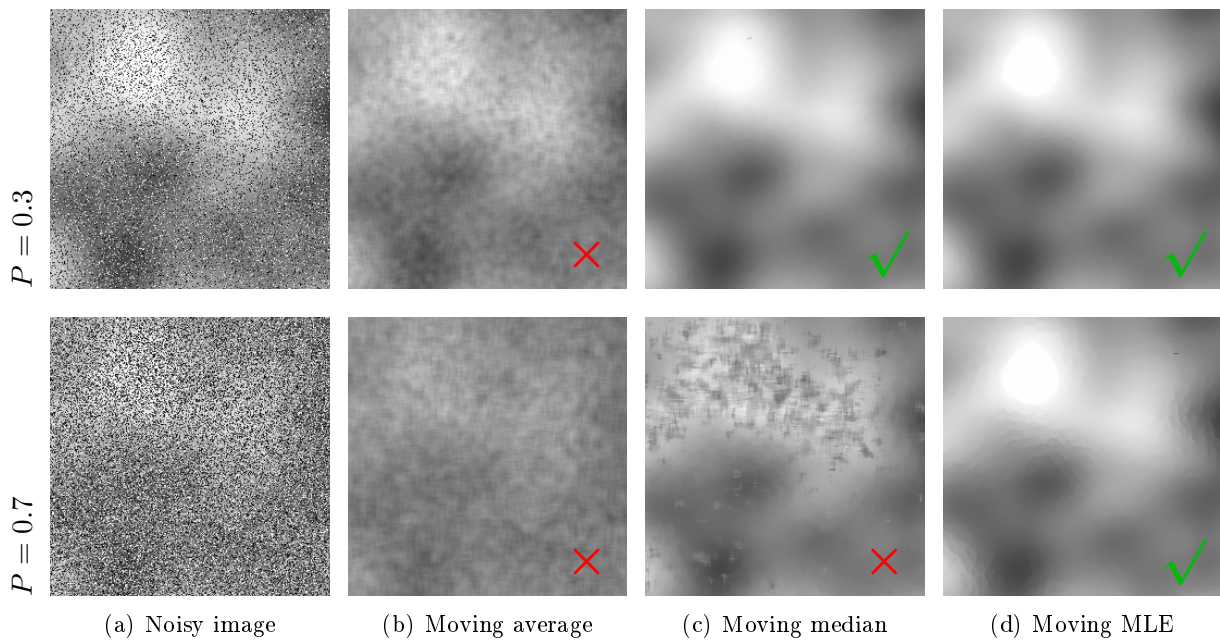 P = 0.3
P = 0.7
(a) Noisy image
(b) Moving average
(c) Moving median
(d) Moving MLE